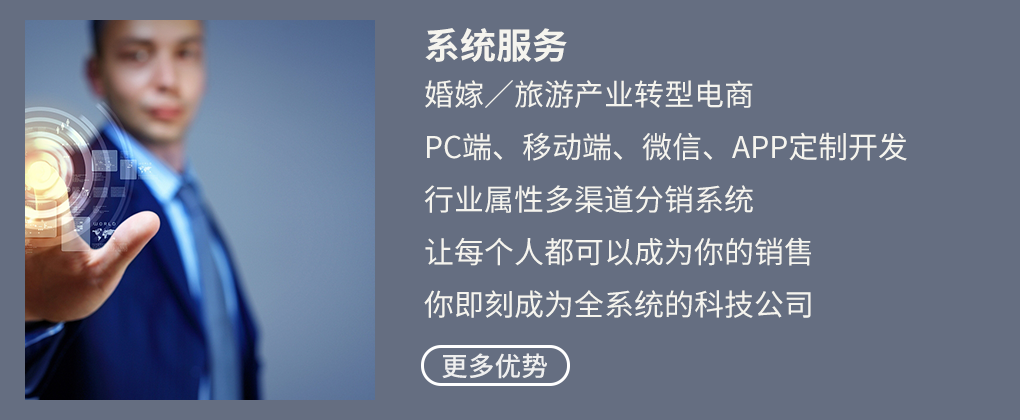 系统服务
婚嫁／旅游产业转型电商
PC端、移动端、微信、APP定制开发
行业属性多渠道分销系统
让每个人都可以成为你的销售
你即刻成为全系统的科技公司
更多优势
WORLD